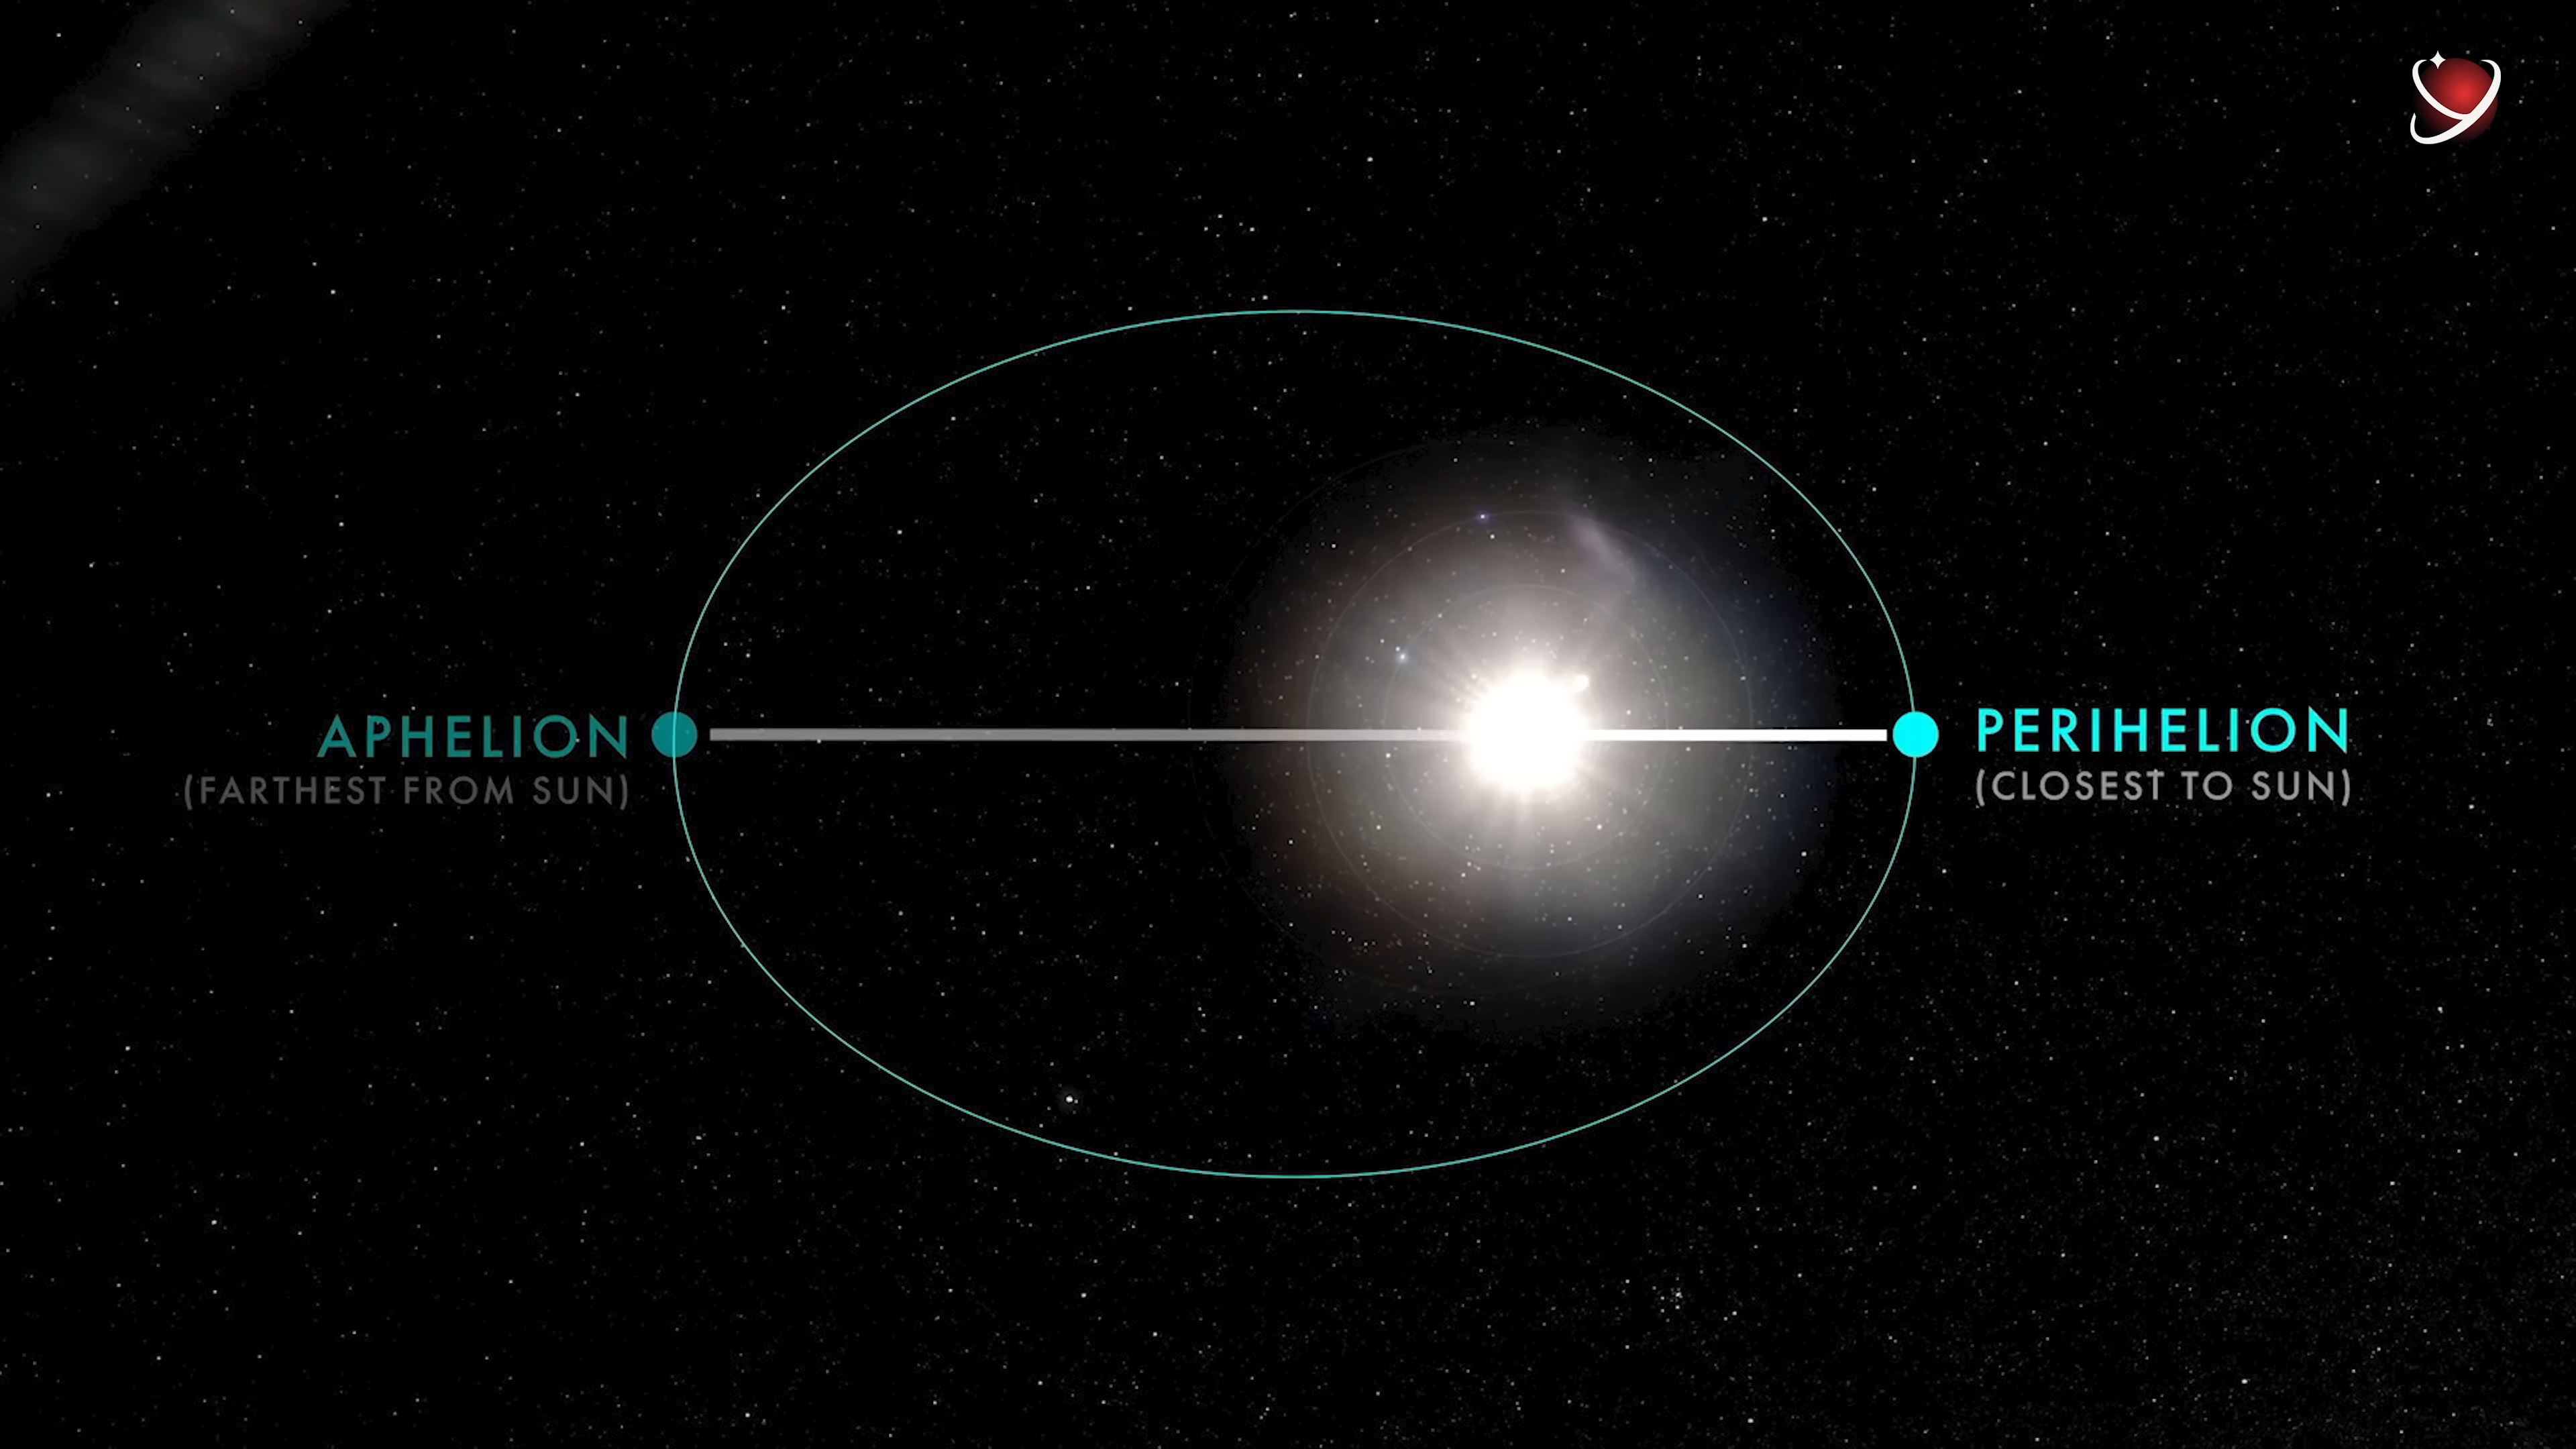 APHELION
(FARTHEST FROM SUN)
PERIHELION
(CLOSEST TO SUN)